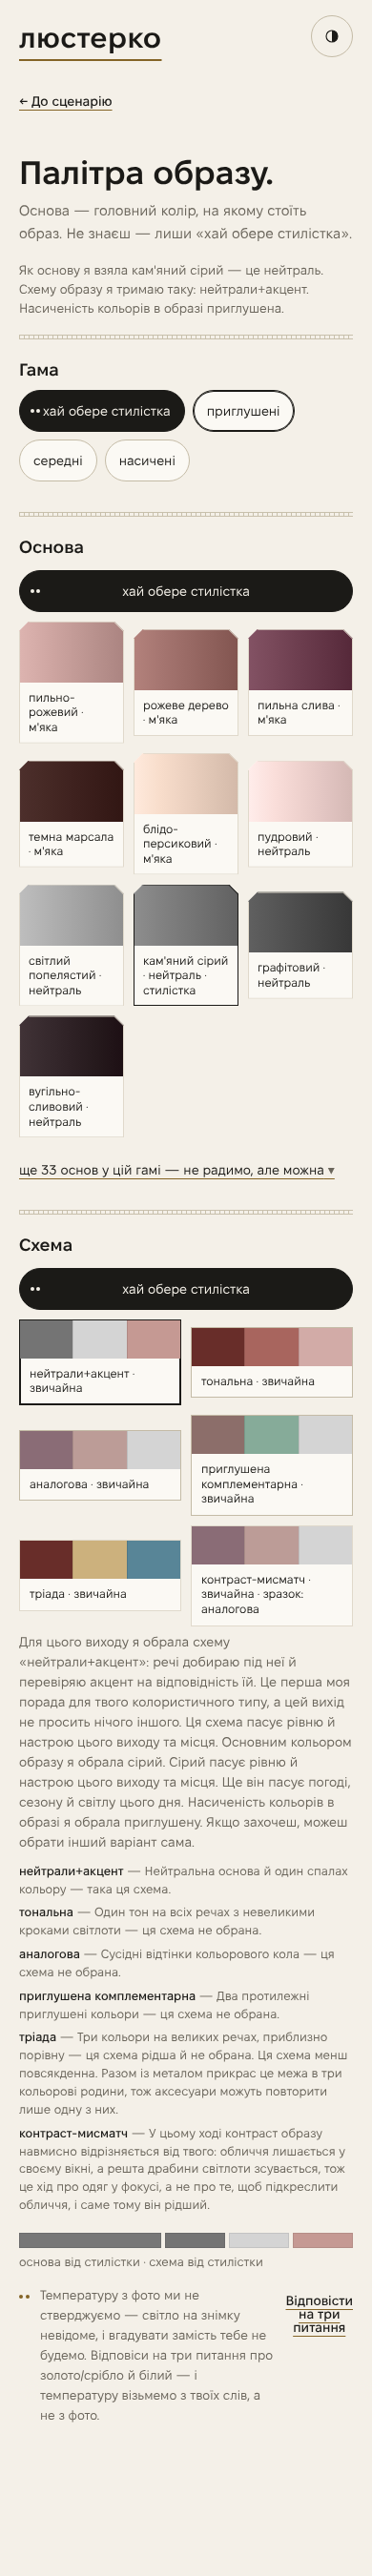 люстерко
← До сценарію
Палітра образу.
Основа — головний колір, на якому стоїть
образ. Не знаєш — лиши «хай обере стилістка».
Як основу я взяла кам'яний сірий — це нейтраль.
Схему образу я тримаю таку: нейтрали+акцент.
Насиченість кольорів в образі приглушена.
Гама
хай обере стилістка
приглушені
середні
насичені
Основа
хай обере стилістка
пильно-
рожевий ·
м'яка
рожеве дерево
· м'яка
пильна слива ·
м'яка
темна марсала
· м'яка
блідо-
персиковий ·
м'яка
пудровий ·
нейтраль
світлий
попелястий ·
нейтраль
кам'яний сірий
· нейтраль ·
стилістка
графітовий ·
нейтраль
вугільно-
сливовий ·
нейтраль
ще 33 основ у цій гамі — не радимо, але можна ▾
Схема
хай обере стилістка
нейтрали+акцент ·
звичайна
тональна · звичайна
аналогова · звичайна
приглушена
комплементарна ·
звичайна
тріада · звичайна
контраст-мисматч ·
звичайна · зразок:
аналогова
Для цього виходу я обрала схему
«нейтрали+акцент»: речі добираю під неї й
перевіряю акцент на відповідність їй. Це перша моя
порада для твого колористичного типу, а цей вихід
не просить нічого іншого. Ця схема пасує рівню й
настрою цього виходу та місця. Основним кольором
образу я обрала сірий. Сірий пасує рівню й
настрою цього виходу та місця. Ще він пасує погоді,
сезону й світлу цього дня. Насиченість кольорів в
образі я обрала приглушену. Якщо захочеш, можеш
обрати інший варіант сама.
нейтрали+акцент — Нейтральна основа й один спалах
кольору — така ця схема.
тональна — Один тон на всіх речах з невеликими
кроками світлоти — ця схема не обрана.
аналогова — Сусідні відтінки кольорового кола — ця
схема не обрана.
приглушена комплементарна — Два протилежні
приглушені кольори — ця схема не обрана.
тріада — Три кольори на великих речах, приблизно
порівну — ця схема рідша й не обрана. Ця схема менш
повсякденна. Разом із металом прикрас це межа в три
кольорові родини, тож аксесуари можуть повторити
лише одну з них.
контраст-мисматч — У цьому ході контраст образу
навмисно відрізняється від твого: обличчя лишається у
своєму вікні, а решта драбини світлоти зсувається, тож
це хід про одяг у фокусі, а не про те, щоб підкреслити
обличчя, і саме тому він рідший.
основа від стилістки · схема від стилістки
Температуру з фото ми не
стверджуємо — світло на знімку
невідоме, і вгадувати замість тебе не
будемо. Відповіси на три питання про
золото/срібло й білий — і
температуру візьмемо з твоїх слів, а
не з фото.
Відповісти
на три
питання